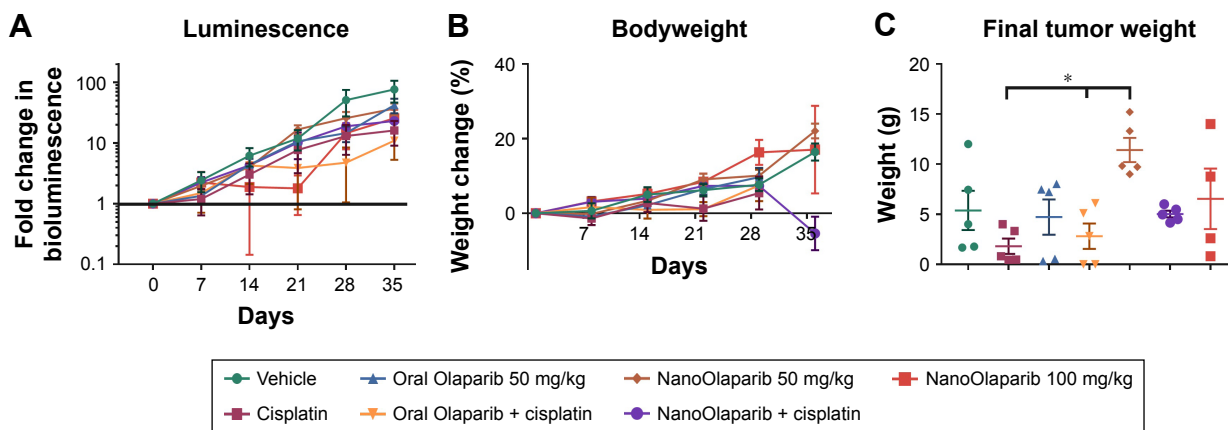 A
Luminescence
Fold change in
bioluminescence
100
10
1
0.1
0
7
14
21
28
35
Days
B
Bodyweight
Weight change (%)
40
20
0
7
14
21
28
35
Days
C
Final tumor weight
Weight (g)
20
15
10
5
0
*
Vehicle
Oral Olaparib 50 mg/kg
NanoOlaparib 50 mg/kg
NanoOlaparib 100 mg/kg
Cisplatin
Oral Olaparib + cisplatin
NanoOlaparib + cisplatin